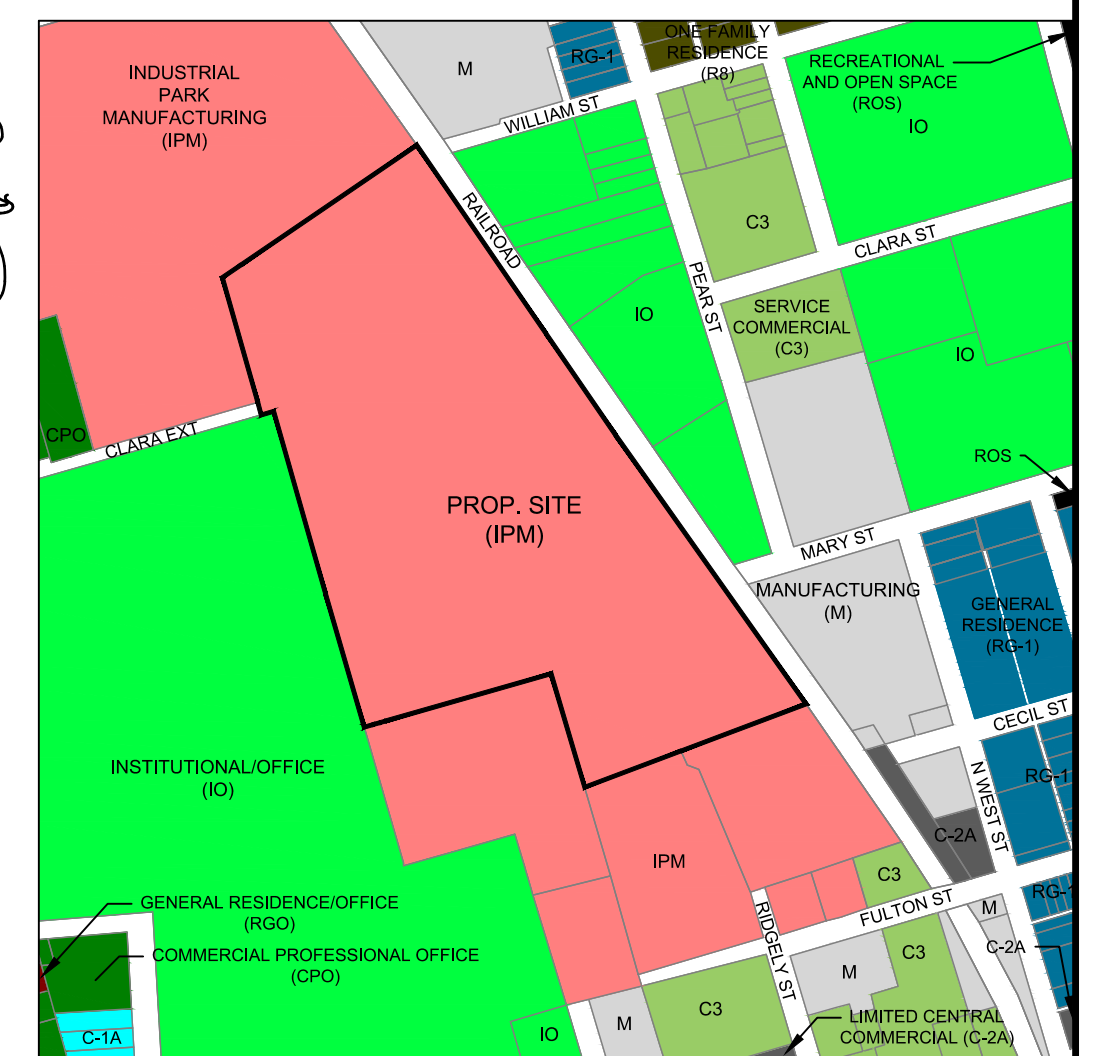 ONE FAMILY
RESIDENCE
(R8)
M
RG-1
INDUSTRIAL
PARK
MANUFACTURING
(IPM)
RECREATIONAL
AND OPEN SPACE
(ROS)
IO
WILLIAM ST
RAILROAD
C3
CLARA ST
PEAR ST
IO
SERVICE
COMMERCIAL
(C3)
IO
CPO
CLARA EXT
ROS
PROP. SITE
(IPM)
MARY ST
MANUFACTURING
(M)
GENERAL
RESIDENCE
(RG-1)
CECIL ST
INSTITUTIONAL/OFFICE
(IO)
N WEST ST
RG-1
C-2A
IPM
C3
GENERAL RESIDENCE/OFFICE
(RGO)
RIDGELY ST
FULTON ST
RG-1
M
COMMERCIAL PROFESSIONAL OFFICE
(CPO)
C3
C-2A
M
C-1A
IO
M
C3
LIMITED CENTRAL
COMMERCIAL (C-2A)